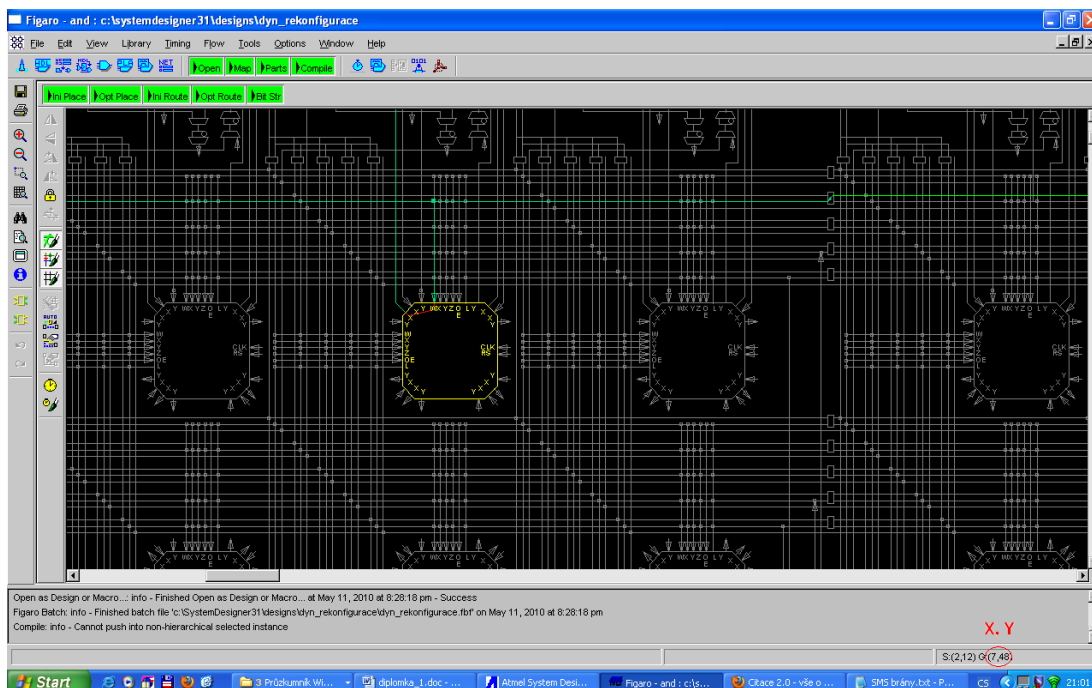 Figaro - and : c:\systemdesigner31\designs\dyn_rekonfigurace
File Edit View Library Timing Flow Tools Options Window Help
Open Map Parts Compile
Ini Place Opt Place Ini Route Opt Route Bit Str
X Y W X Y Z O L Y X
E
Y
W
X
Y
Z
OE
L
CLK
RS
Open as Design or Macro...: info - Finished Open as Design or Macro... at May 11, 2010 at 8:28:18 pm - Success
Figaro Batch: info - Finished batch file 'c:\SystemDesigner31\designs\dyn_rekonfigurace\dyn_rekonfigurace.fbf' on May 11, 2010 at 8:28:18 pm
Compile: info - Cannot push into non-hierarchical selected instance
X. Y
S:(2,12) G:(7,48)
Start 3 Průzkumník Wi... diplomka_1.doc - ... Atmel System Desi... Figaro - and : c:\s... Citace 2.0 - vše o ... SMS brány.txt - P... CS